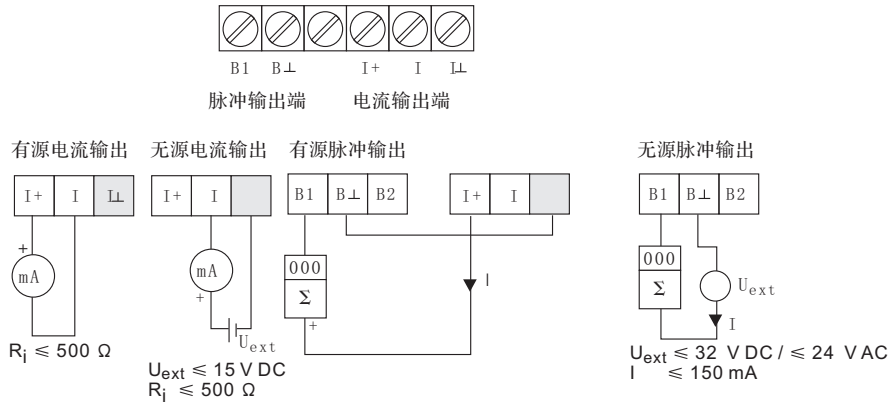 B1 B⊥ I+ I I⊥
脉冲输出端 电流输出端
有源电流输出 无源电流输出 有源脉冲输出 无源脉冲输出
I+ I I⊥ I+ I B1 B⊥ B2 I+ I B1 B⊥ B2
+
mA
mA
+
000
Σ
+
I
000
Σ
Uext
I
Uext
Ri ≤ 500 Ω
Uext ≤ 15 V DC
Ri ≤ 500 Ω
Uext ≤ 32 V DC / ≤ 24 V AC
I ≤ 150 mA